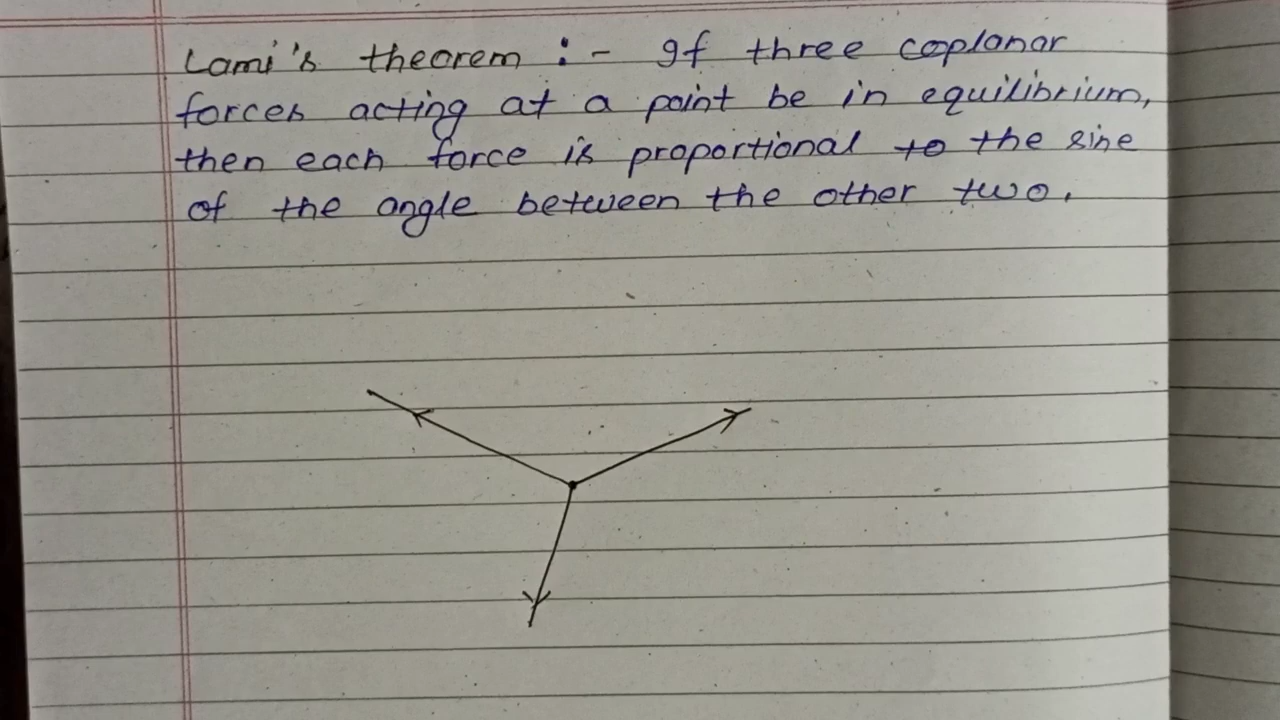 Lami's theorem :- If three coplanar
forces acting at a point be in equilibrium,
then each force is proportional to the sine
of the angle between the other two.